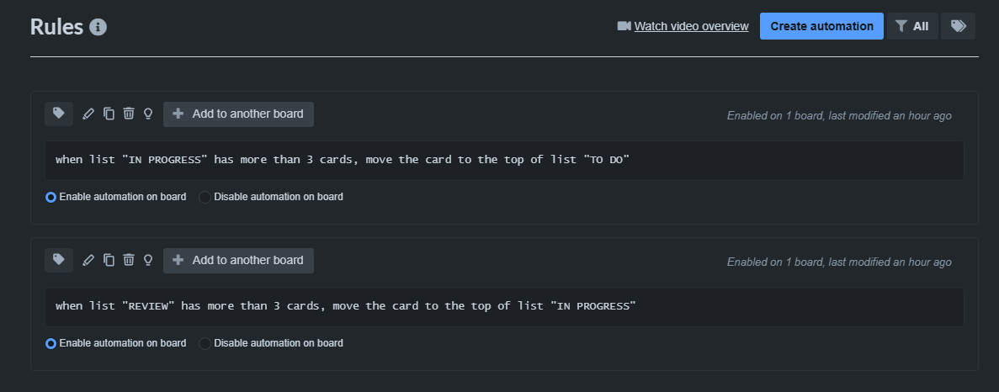 Rules
Watch video overview
Create automation
All
Add to another board
Enabled on 1 board, last modified an hour ago
when list "IN PROGRESS" has more than 3 cards, move the card to the top of list "TO DO"
Enable automation on board
Disable automation on board
Add to another board
Enabled on 1 board, last modified an hour ago
when list "REVIEW" has more than 3 cards, move the card to the top of list "IN PROGRESS"
Enable automation on board
Disable automation on board